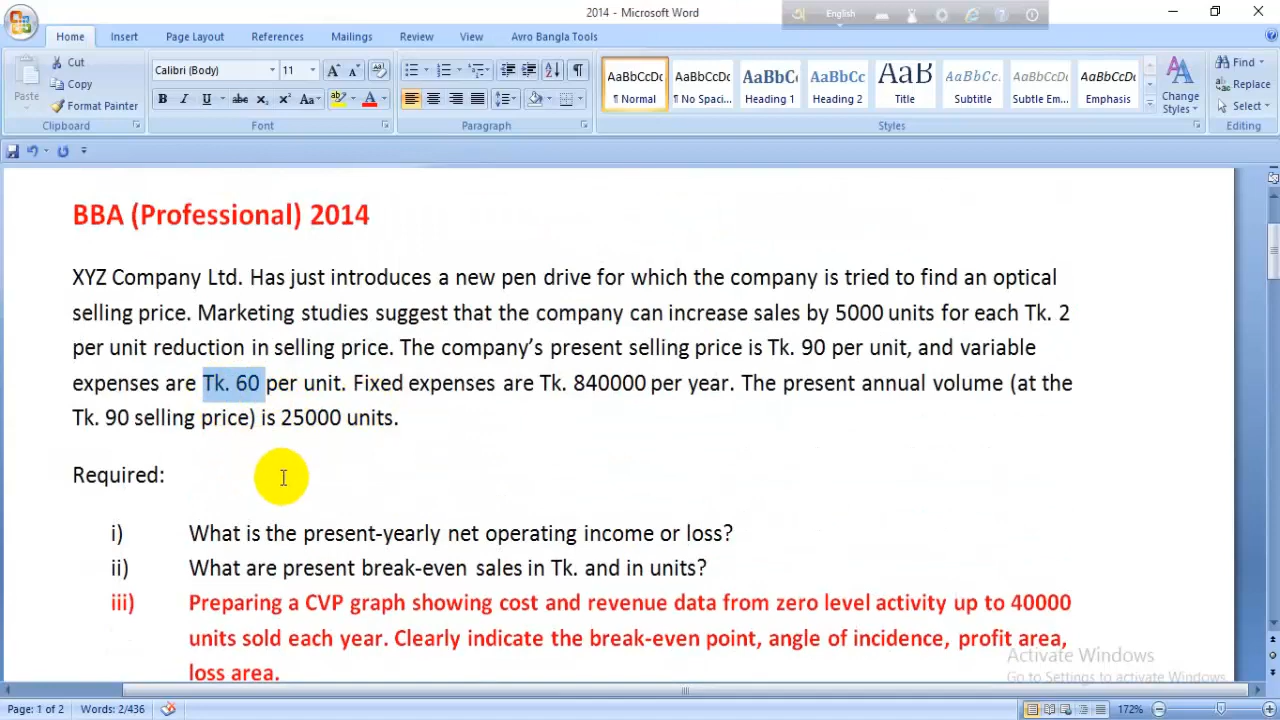 2014 - Microsoft Word
English
Home Insert Page Layout References Mailings Review View Avro Bangla Tools
Paste
Cut
Copy
Format Painter
Clipboard
Calibri (Body) 11
Font
Paragraph
AaBbCcDc AaBbCcDc AaBbCc AaBbCc AaB AaBbCc. AaBbCcDc AaBbCcDc
¶ Normal ¶ No Spaci... Heading 1 Heading 2 Title Subtitle Subtle Em... Emphasis
Change Styles
Styles
Find
Replace
Select
Editing
BBA (Professional) 2014
XYZ Company Ltd. Has just introduces a new pen drive for which the company is tried to find an optical
selling price. Marketing studies suggest that the company can increase sales by 5000 units for each Tk. 2
per unit reduction in selling price. The company’s present selling price is Tk. 90 per unit, and variable
expenses are Tk. 60 per unit. Fixed expenses are Tk. 840000 per year. The present annual volume (at the
Tk. 90 selling price) is 25000 units.
Required:
i) What is the present-yearly net operating income or loss?
ii) What are present break-even sales in Tk. and in units?
iii) Preparing a CVP graph showing cost and revenue data from zero level activity up to 40000
units sold each year. Clearly indicate the break-even point, angle of incidence, profit area,
loss area.
Activate Windows
Go to Settings to activate Windows.
Page: 1 of 2 Words: 2/436 172%